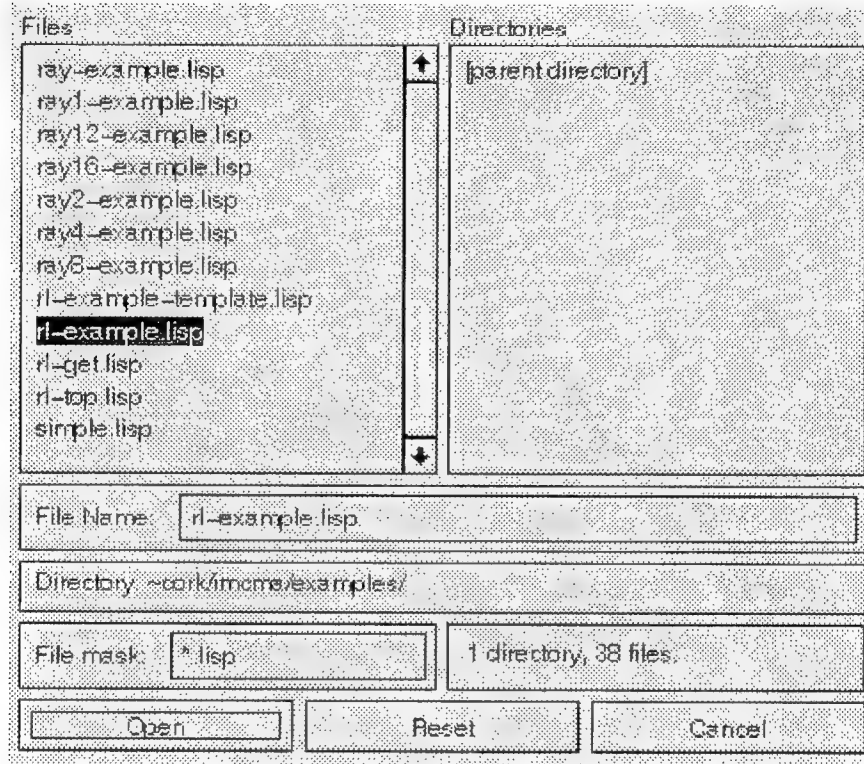 Files
ray-example.lisp
ray1-example.lisp
ray12-example.lisp
ray16-example.lisp
ray2-example.lisp
ray4-example.lisp
ray8-example.lisp
rl-example-template.lisp
rl-example.lisp
rl-get.lisp
rl-top.lisp
simple.lisp
Directories
[parent directory]
File Name: rl-example.lisp
Directory ~cork/imcma/examples/
File mask: *.lisp
1 directory, 38 files.
Open Reset Cancel